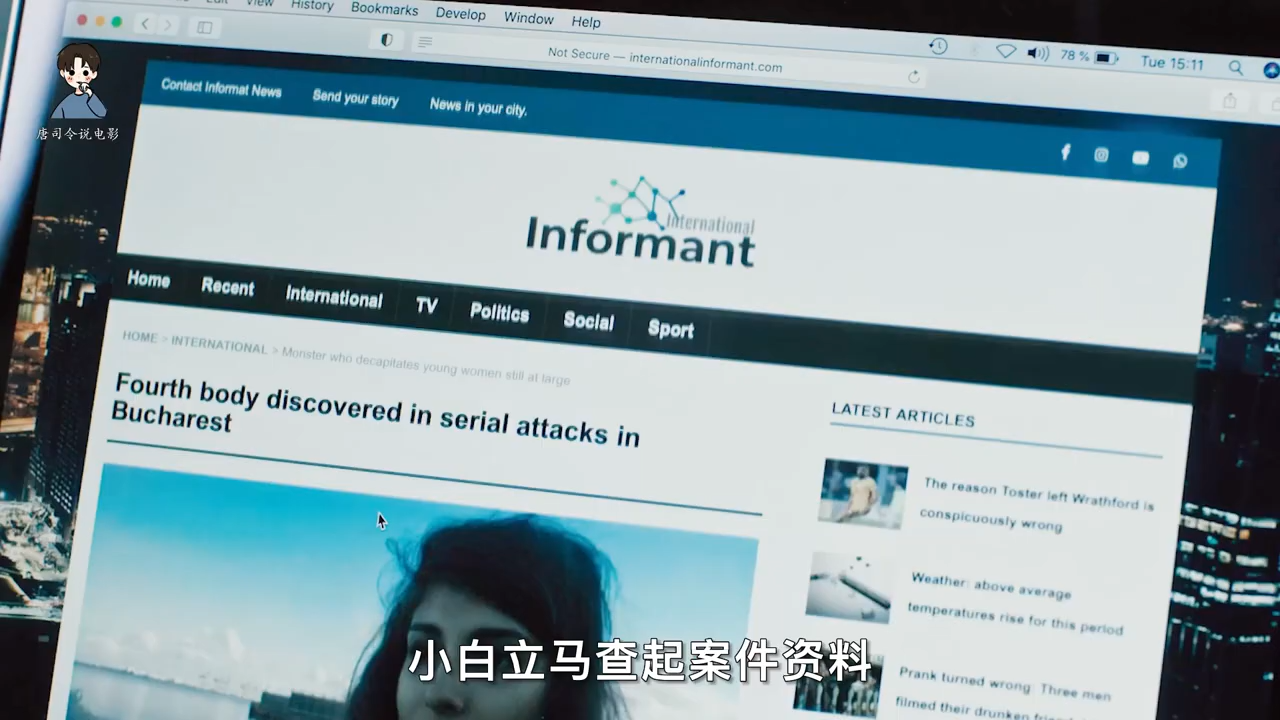 Edit View History Bookmarks Develop Window Help
78 % Tue 15:11
Not Secure — internationalinformant.com
唐司令说电影
Contact Informat News Send your story News in your city.
International
Informant
Home Recent International TV Politics Social Sport
HOME > INTERNATIONAL > Monster who decapitates young women still at large
Fourth body discovered in serial attacks in
Bucharest
LATEST ARTICLES
The reason Toster left Wrathford is
conspicuously wrong
Weather: above average
temperatures rise for this period
Prank turned wrong: Three men
filmed their drunken
小白立马查起案件资料